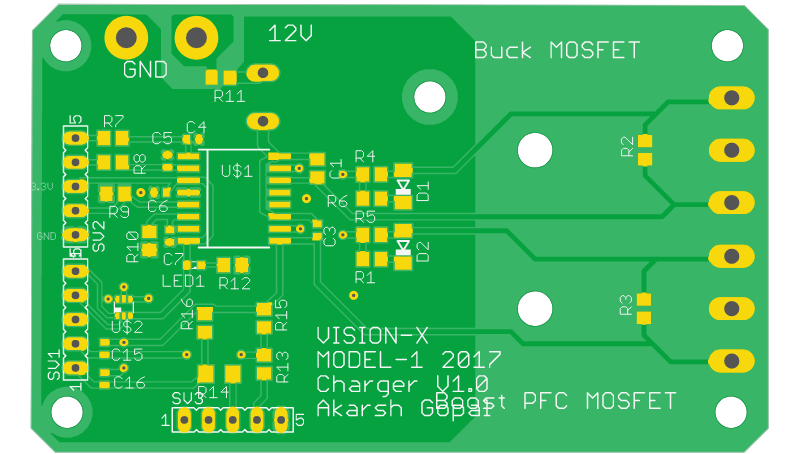 12V
Buck MOSFET
GND
R11
5
R7
C4
C5
R2
R4
R8
U$1
C1
3.3V
D1
C6
R6
R9
R5
SV2
GND
R10
C3
D2
C7
5
LED1
R12
R1
R16
R15
R3
U$2
VISION-X
SV1
C15
MODEL-1 2017
R13
C16
Charger V1.0
1
R14
SV3
Akarsh Gopal
Boost PFC MOSFET
1
5